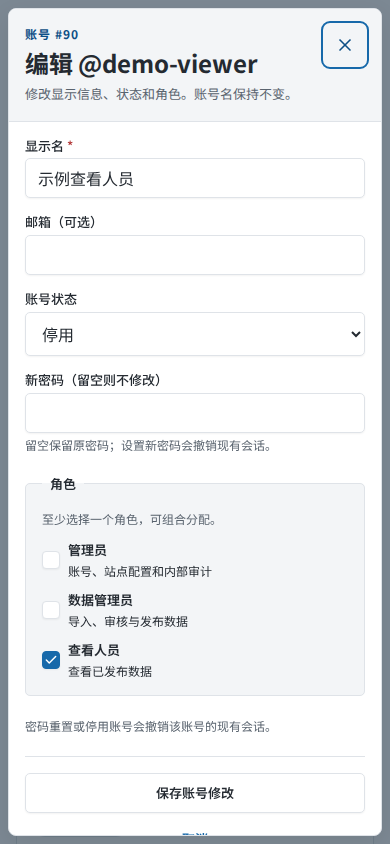 账号 #90
编辑 @demo-viewer
修改显示信息、状态和角色。账号名保持不变。
显示名 *
示例查看人员
邮箱（可选）
账号状态
停用
新密码（留空则不修改）
留空保留原密码；设置新密码会撤销现有会话。
角色
至少选择一个角色，可组合分配。
管理员
账号、站点配置和内部审计
数据管理员
导入、审核与发布数据
查看人员
查看已发布数据
密码重置或停用账号会撤销该账号的现有会话。
保存账号修改